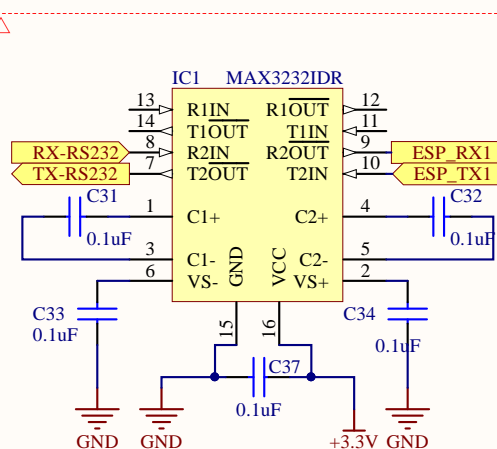 IC1 MAX3232IDR
13 R1IN R1OUT 12
14 T1OUT T1IN 11
RX-RS232 8 R2IN R2OUT 9 ESP_RX1
TX-RS232 7 T2OUT T2IN 10 ESP_TX1
C31 C32
1 C1+ C2+ 4
0.1uF 0.1uF
3 C1- C2- 5
6 VS- GND VCC VS+ 2
C33 C34
15 16
0.1uF 0.1uF
C37
0.1uF
GND GND +3.3V GND